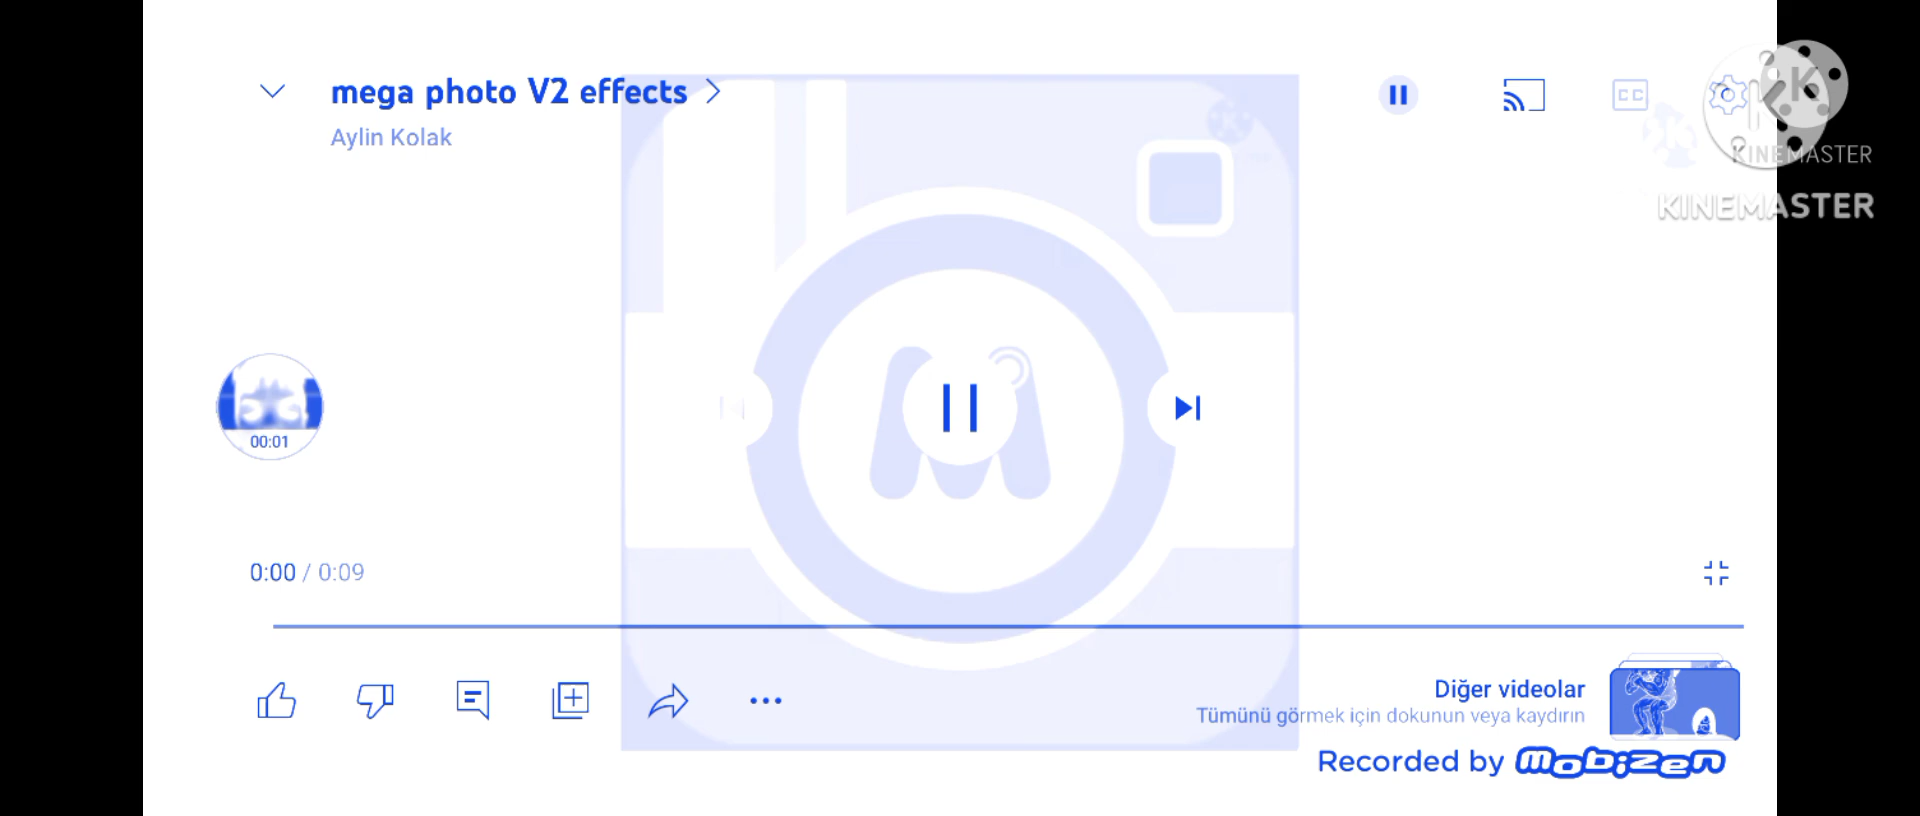 mega photo V2 effects
Aylin Kolak
CC
KINEMASTER
KINEMASTER
00:01
0:00 / 0:09
Diğer videolar
Tümünü görmek için dokunun veya kaydırın
Recorded by mobizen